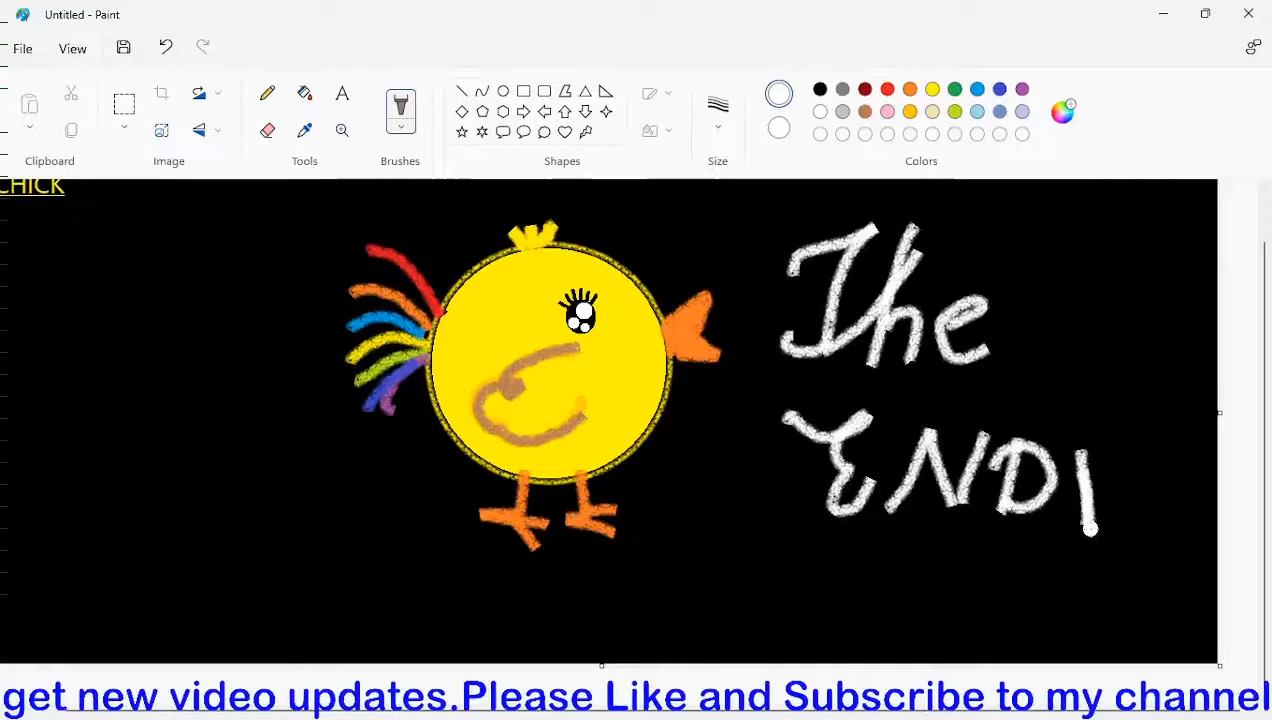 Untitled - Paint
File View
Clipboard Image Tools Brushes Shapes Size Colors
CHICK
The
END!
get new video updates.Please Like and Subscribe to my channel